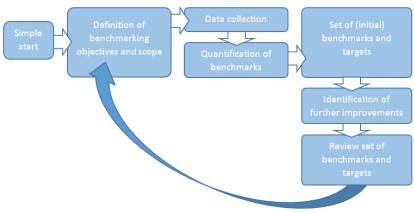 Simple
start
Definition of
benchmarking
objectives and scope
Data collection
Quantification of
benchmarks
Set of (initial)
benchmarks and
targets
Identification of
further improvements
Review set of
benchmarks and
targets